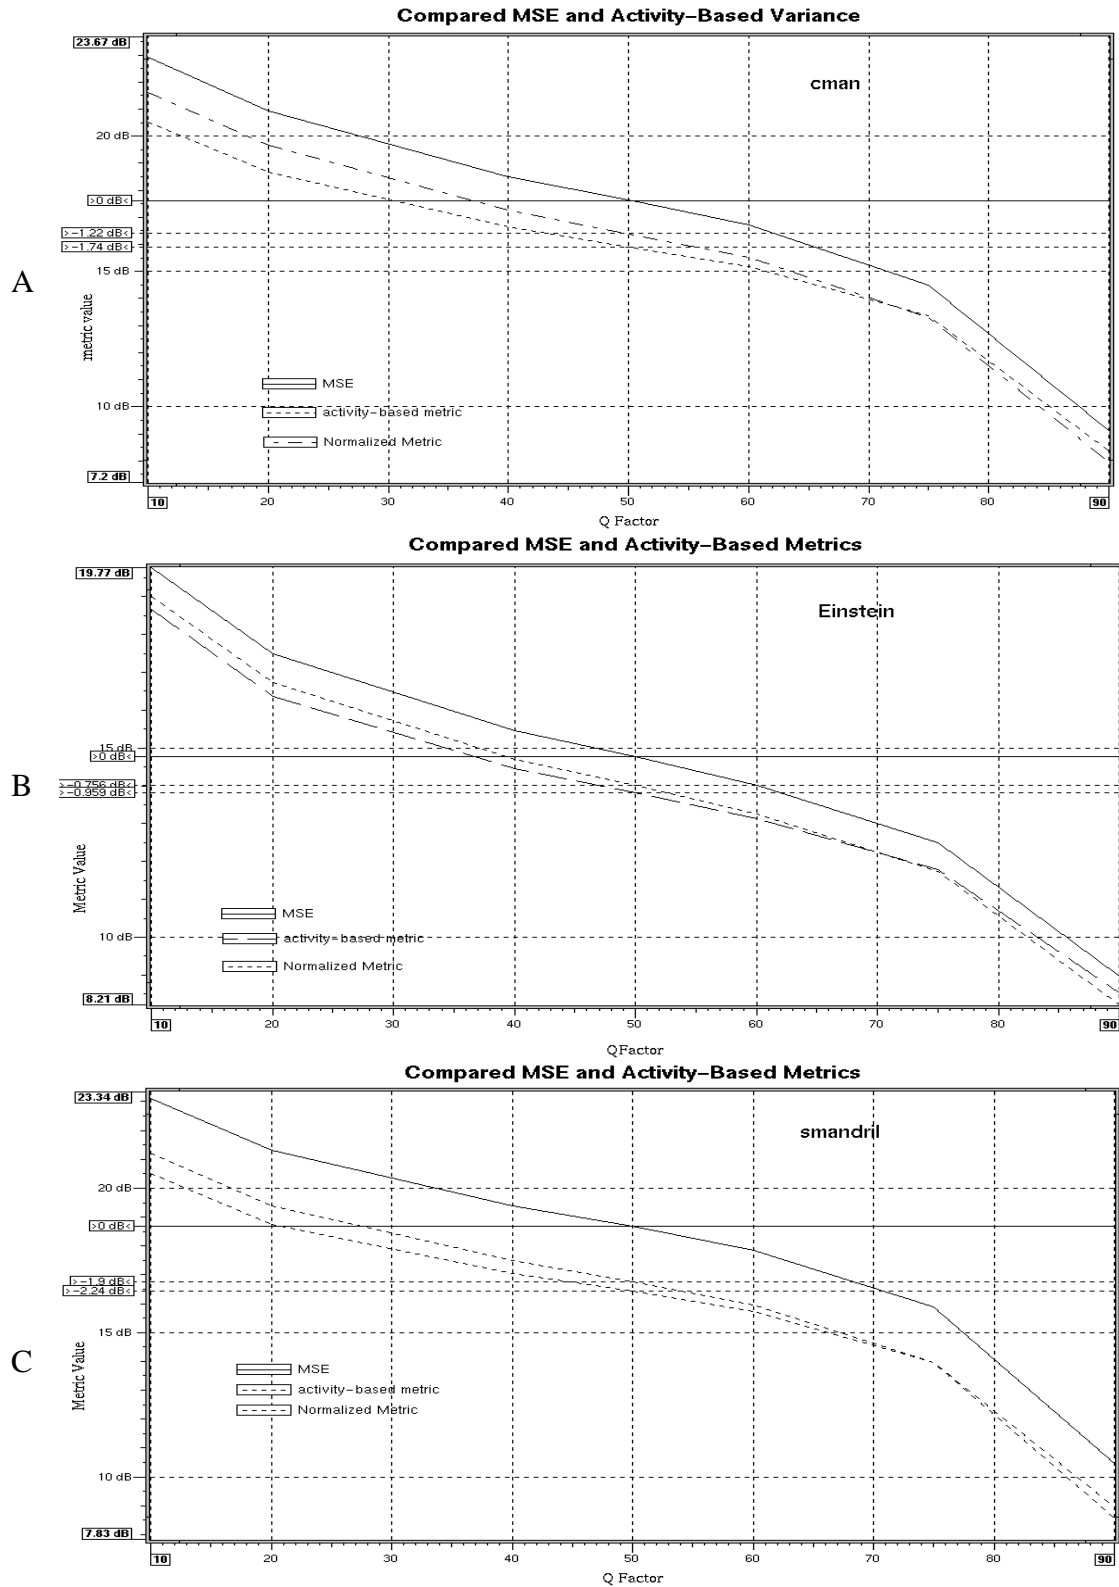 Compared MSE and Activity–Based Variance
23.67 dB
cman
20 dB
>0 dB<
>−1.22 dB<
>−1.74 dB<
15 dB
A
metric value
MSE
10 dB
activity-based metric
Normalized Metric
7.2 dB
10 20 30 40 50 60 70 80 90
Q Factor
Compared MSE and Activity–Based Metrics
19.77 dB
Einstein
15 dB
>0 dB<
>−0.756 dB<
>−0.959 dB<
B
Metric Value
MSE
10 dB
activity-based metric
Normalized Metric
8.21 dB
10 20 30 40 50 60 70 80 90
QFactor
Compared MSE and Activity–Based Metrics
23.34 dB
smandril
20 dB
>0 dB<
>−1.9 dB<
>−2.24 dB<
15 dB
C
Metric Value
MSE
activity-based metric
Normalized Metric
10 dB
7.83 dB
10 20 30 40 50 60 70 80 90
Q Factor